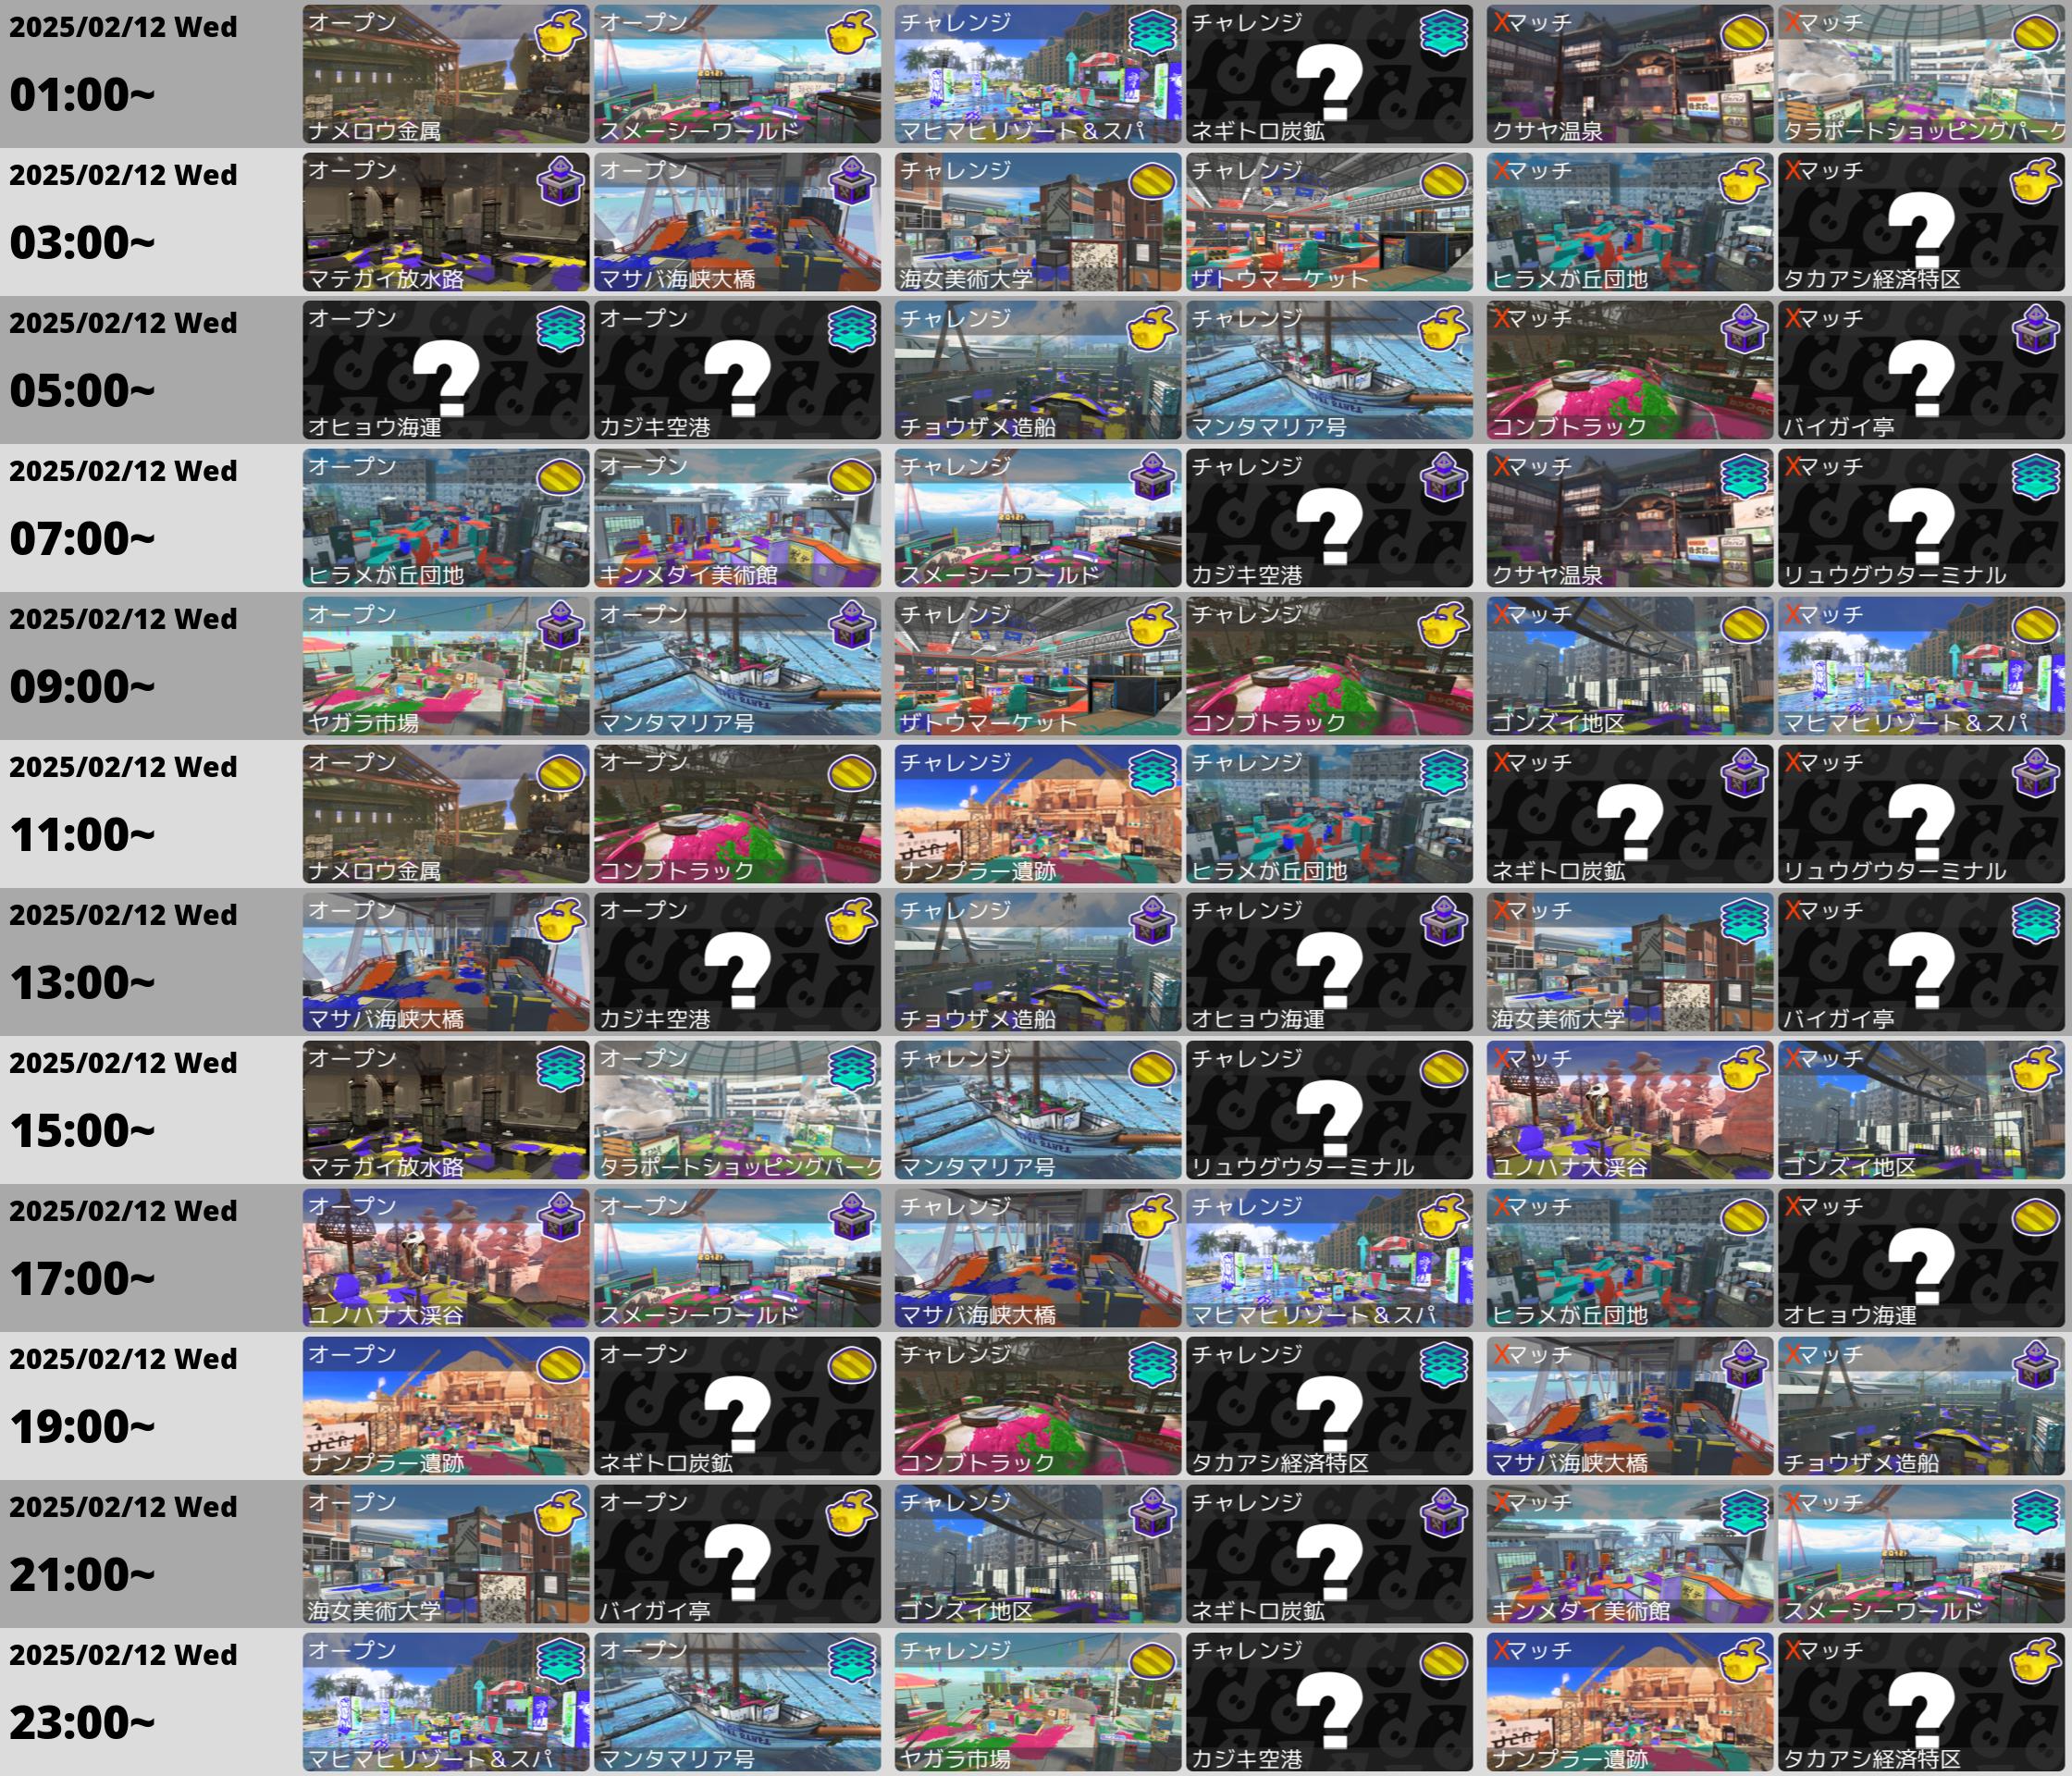 2025/02/12 Wed
01:00~
オープン
ナメロウ金属
オープン
スメーシーワールド
チャレンジ
マヒマヒリゾート＆スパ
チャレンジ
ネギトロ炭鉱
Xマッチ
クサヤ温泉
Xマッチ
タラポートショッピングパーク
2025/02/12 Wed
03:00~
オープン
マテガイ放水路
オープン
マサバ海峡大橋
チャレンジ
海女美術大学
チャレンジ
ザトウマーケット
Xマッチ
ヒラメが丘団地
Xマッチ
タカアシ経済特区
2025/02/12 Wed
05:00~
オープン
オヒョウ海運
オープン
カジキ空港
チャレンジ
チョウザメ造船
チャレンジ
マンタマリア号
Xマッチ
コンブトラック
Xマッチ
バイガイ亭
2025/02/12 Wed
07:00~
オープン
ヒラメが丘団地
オープン
キンメダイ美術館
チャレンジ
スメーシーワールド
チャレンジ
カジキ空港
Xマッチ
クサヤ温泉
Xマッチ
リュウグウターミナル
2025/02/12 Wed
09:00~
オープン
ヤガラ市場
オープン
マンタマリア号
チャレンジ
ザトウマーケット
チャレンジ
コンブトラック
Xマッチ
ゴンズイ地区
Xマッチ
マヒマヒリゾート＆スパ
2025/02/12 Wed
11:00~
オープン
ナメロウ金属
オープン
コンブトラック
チャレンジ
ナンプラー遺跡
チャレンジ
ヒラメが丘団地
Xマッチ
ネギトロ炭鉱
Xマッチ
リュウグウターミナル
2025/02/12 Wed
13:00~
オープン
マサバ海峡大橋
オープン
カジキ空港
チャレンジ
チョウザメ造船
チャレンジ
オヒョウ海運
Xマッチ
海女美術大学
Xマッチ
バイガイ亭
2025/02/12 Wed
15:00~
オープン
マテガイ放水路
オープン
タラポートショッピングパーク
チャレンジ
マンタマリア号
チャレンジ
リュウグウターミナル
Xマッチ
ユノハナ大渓谷
Xマッチ
ゴンズイ地区
2025/02/12 Wed
17:00~
オープン
ユノハナ大渓谷
オープン
スメーシーワールド
チャレンジ
マサバ海峡大橋
チャレンジ
マヒマヒリゾート＆スパ
Xマッチ
ヒラメが丘団地
Xマッチ
オヒョウ海運
2025/02/12 Wed
19:00~
オープン
ナンプラー遺跡
オープン
ネギトロ炭鉱
チャレンジ
コンブトラック
チャレンジ
タカアシ経済特区
Xマッチ
マサバ海峡大橋
Xマッチ
チョウザメ造船
2025/02/12 Wed
21:00~
オープン
海女美術大学
オープン
バイガイ亭
チャレンジ
ゴンズイ地区
チャレンジ
ネギトロ炭鉱
Xマッチ
キンメダイ美術館
Xマッチ
スメーシーワールド
2025/02/12 Wed
23:00~
オープン
マヒマヒリゾート＆スパ
オープン
マンタマリア号
チャレンジ
ヤガラ市場
チャレンジ
カジキ空港
Xマッチ
ナンプラー遺跡
Xマッチ
タカアシ経済特区